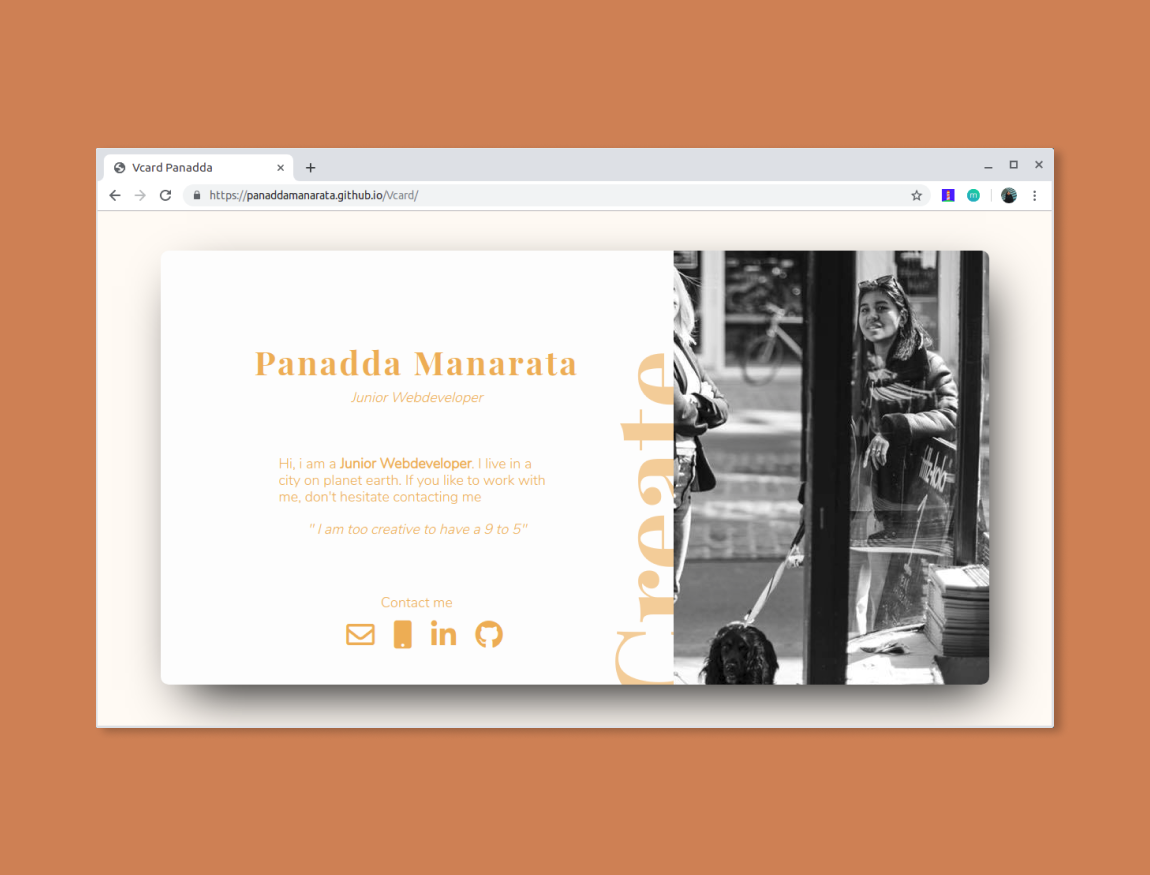 Vcard Panadda
https://panaddamanarata.github.io/Vcard/
m
Panadda Manarata
Junior Webdeveloper
Hi, i am a Junior Webdeveloper. I live in a
city on planet earth. If you like to work with
me, don't hesitate contacting me
" I am too creative to have a 9 to 5"
Contact me
in
Create